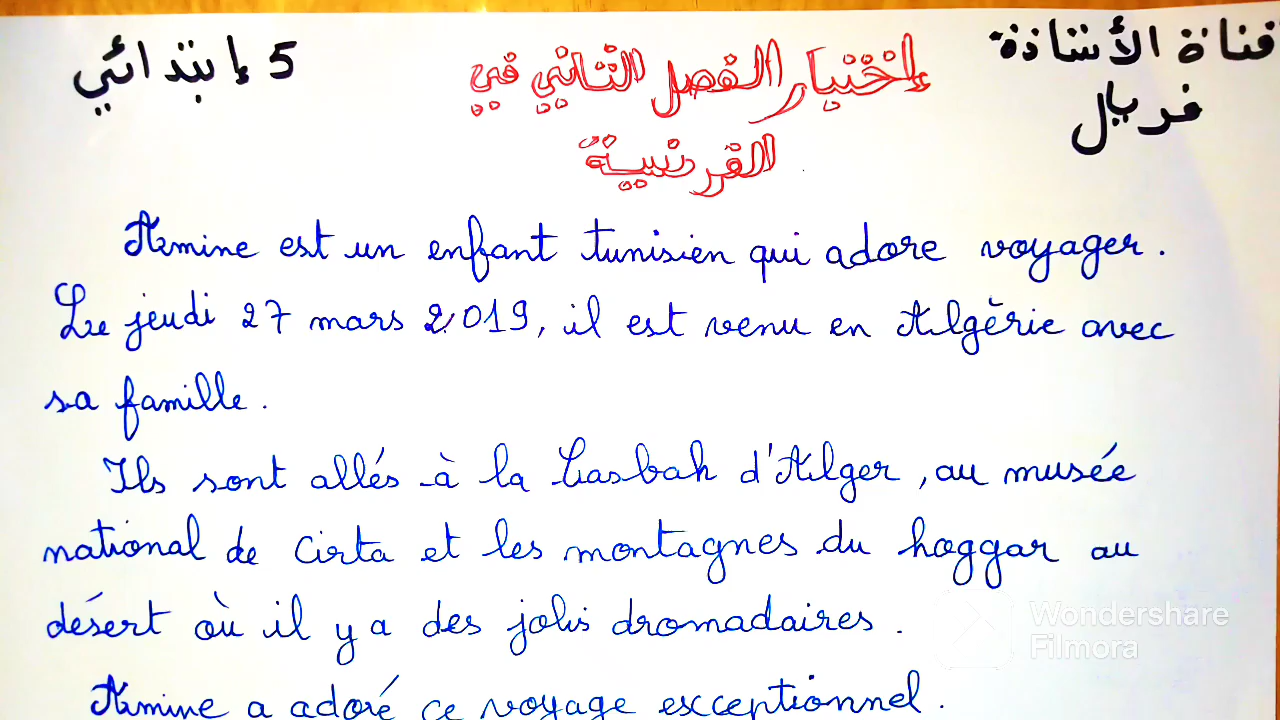 قناة الأستاذة
فريال
إختبار الفصل الثاني في
الفرنسية
5 إبتدائي
Amine est un enfant tunisien qui adore voyager.
Le jeudi 27 mars 2019, il est venu en Algérie avec
sa famille.
Ils sont allés à la Casbah d'Alger, au musée
national de Cirta et les montagnes du hoggar au
désert où il y a des jolis dromadaires.
Amine a adoré ce voyage exceptionnel.
Wondershare
Filmora